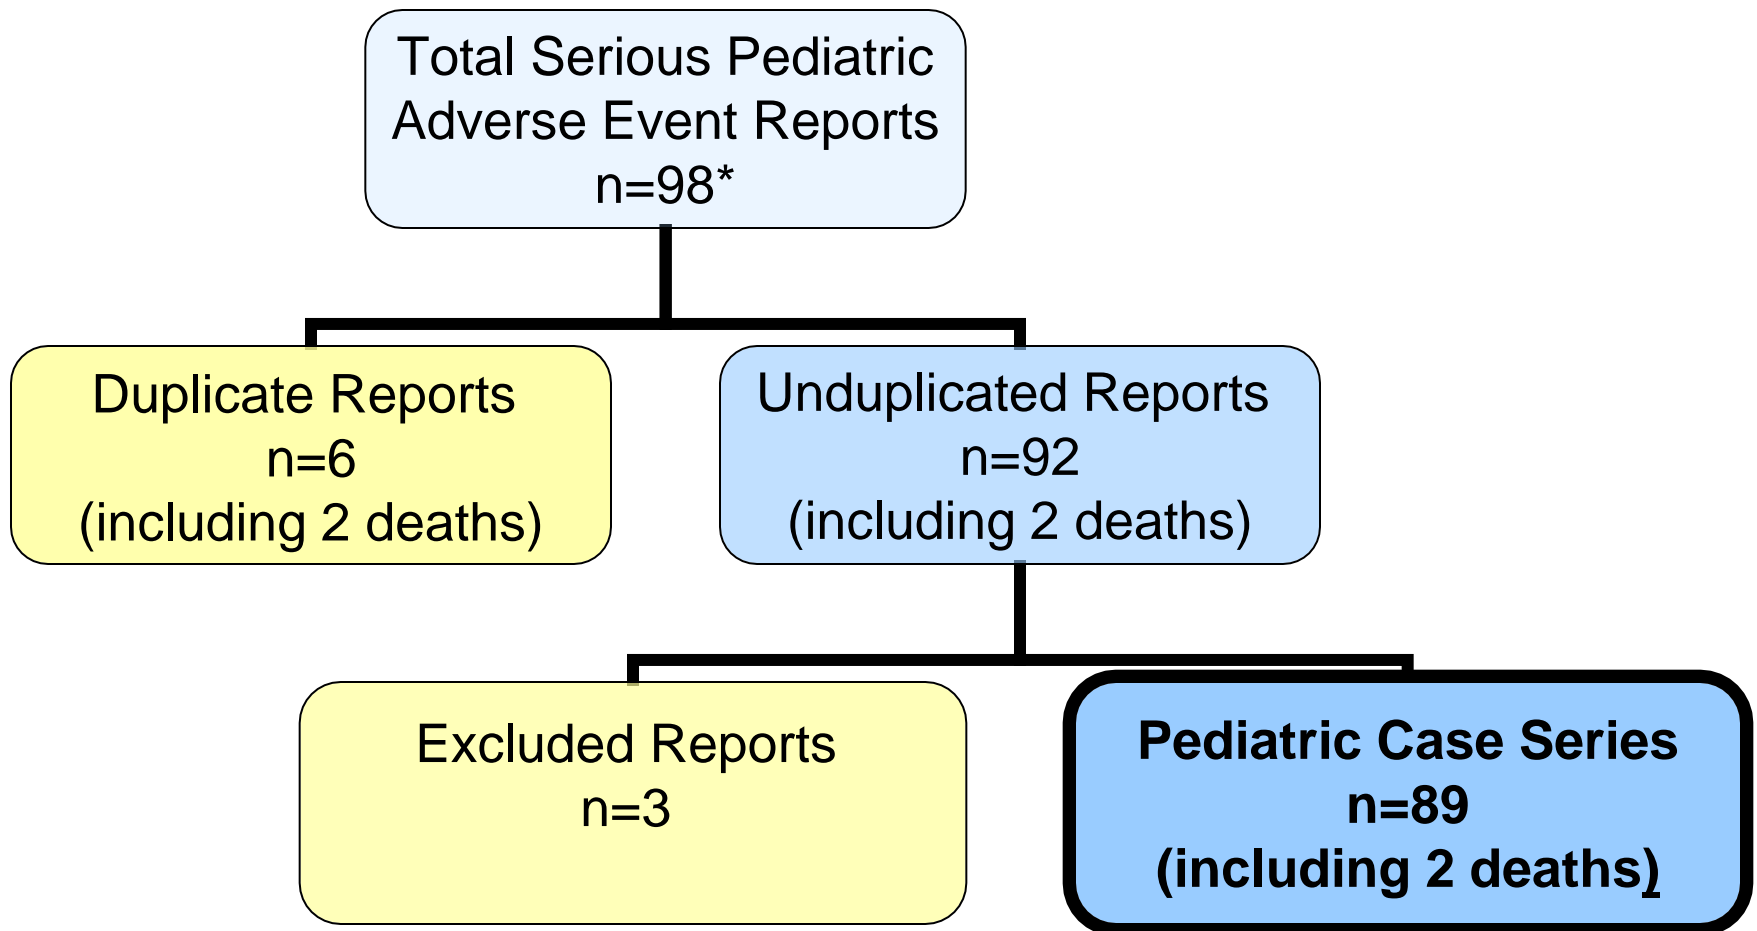 Total Serious Pediatric
Adverse Event Reports
n=98*
Duplicate Reports
n=6
(including 2 deaths)
Unduplicated Reports
n=92
(including 2 deaths)
Excluded Reports
n=3
Pediatric Case Series
n=89
(including 2 deaths)